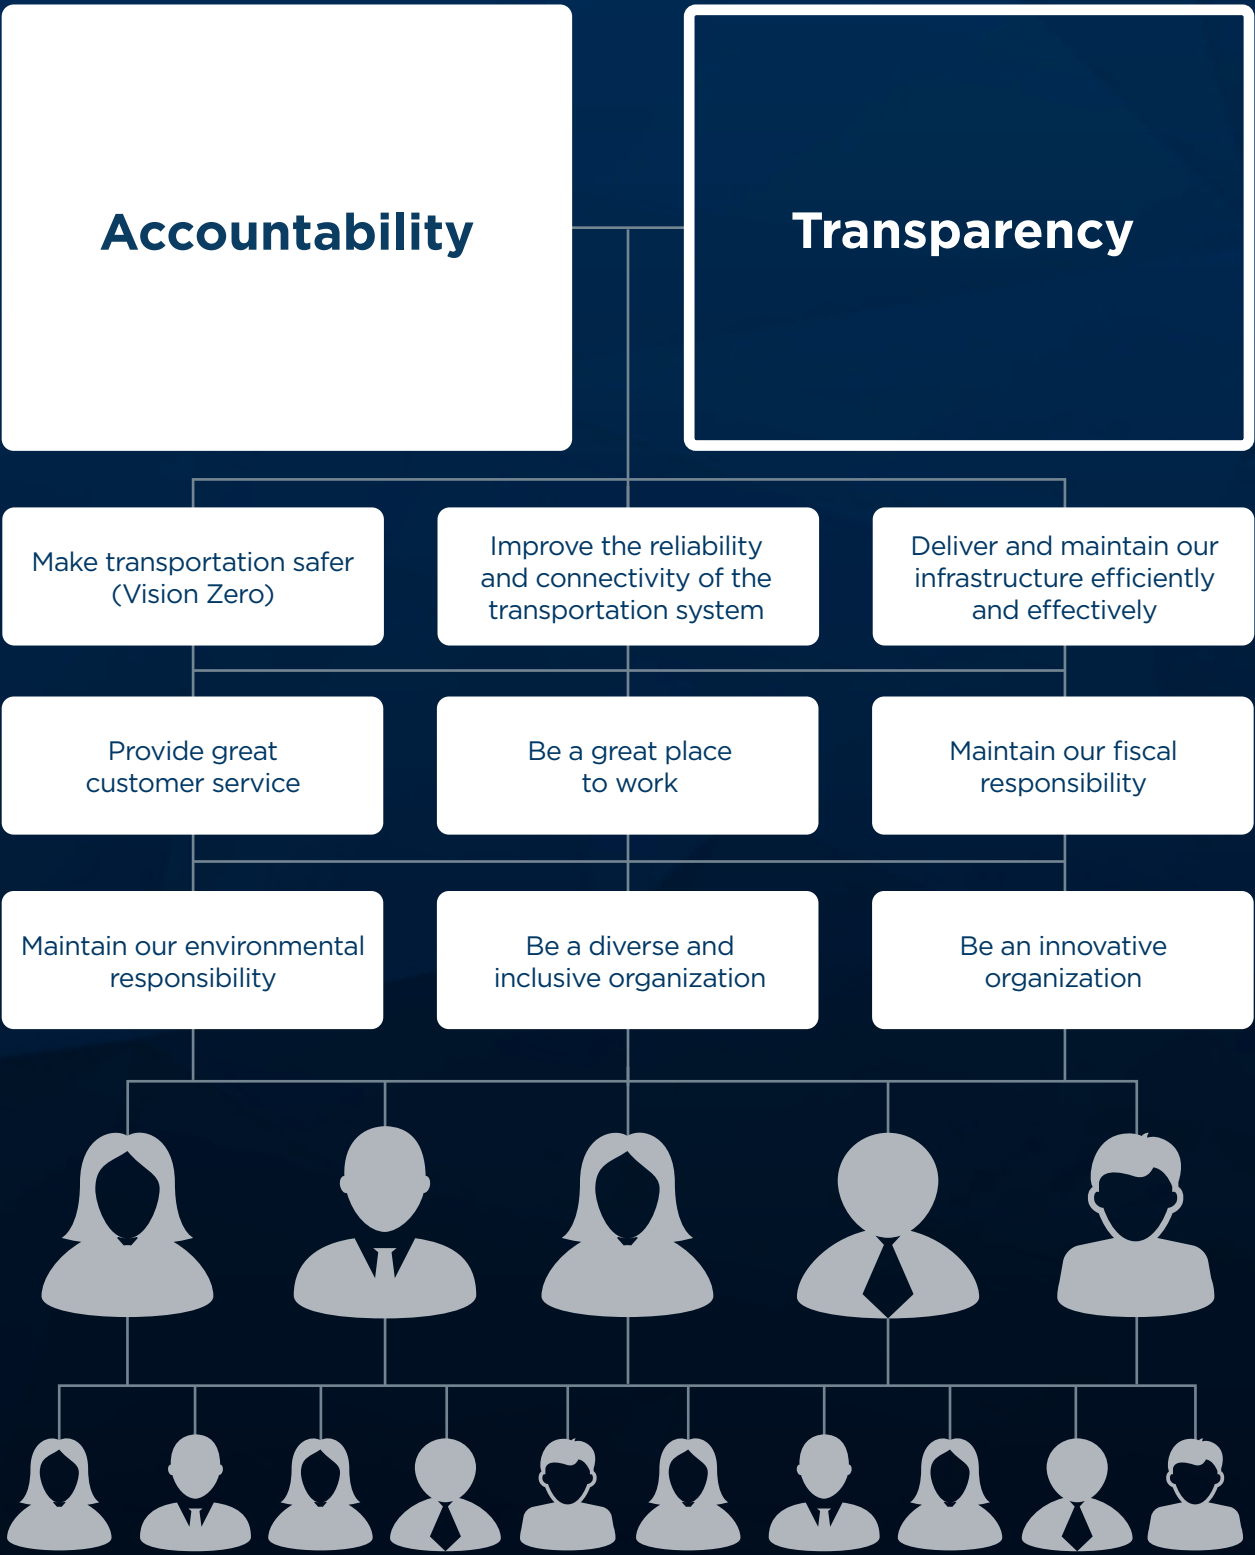 Accountability
Transparency
Make transportation safer
(Vision Zero)
Improve the reliability
and connectivity of the
transportation system
Deliver and maintain our
infrastructure efficiently
and effectively
Provide great
customer service
Be a great place
to work
Maintain our fiscal
responsibility
Maintain our environmental
responsibility
Be a diverse and
inclusive organization
Be an innovative
organization